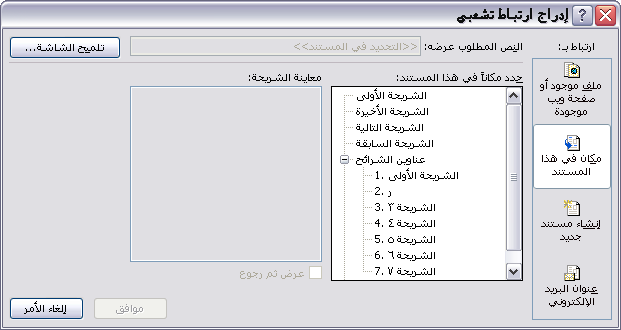 إدراج ارتباط تشعبي
ارتباط بـ:
النص المطلوب عرضه:
<<التحديد في المستند>>
تلميح الشاشة...
ملف موجود أو
صفحة ويب
موجودة
مكان في هذا
المستند
إنشاء مستند
جديد
عنوان البريد
الإلكتروني
حدد مكاناً في هذا المستند:
الشريحة الأولى
الشريحة الأخيرة
الشريحة التالية
الشريحة السابقة
عناوين الشرائح
1. الشريحة الأولى
2. ر
3. الشريحة ٣
4. الشريحة ٤
5. الشريحة ٥
6. الشريحة ٦
7. الشريحة ٧
معاينة الشريحة:
عرض ثم رجوع
موافق
إلغاء الأمر